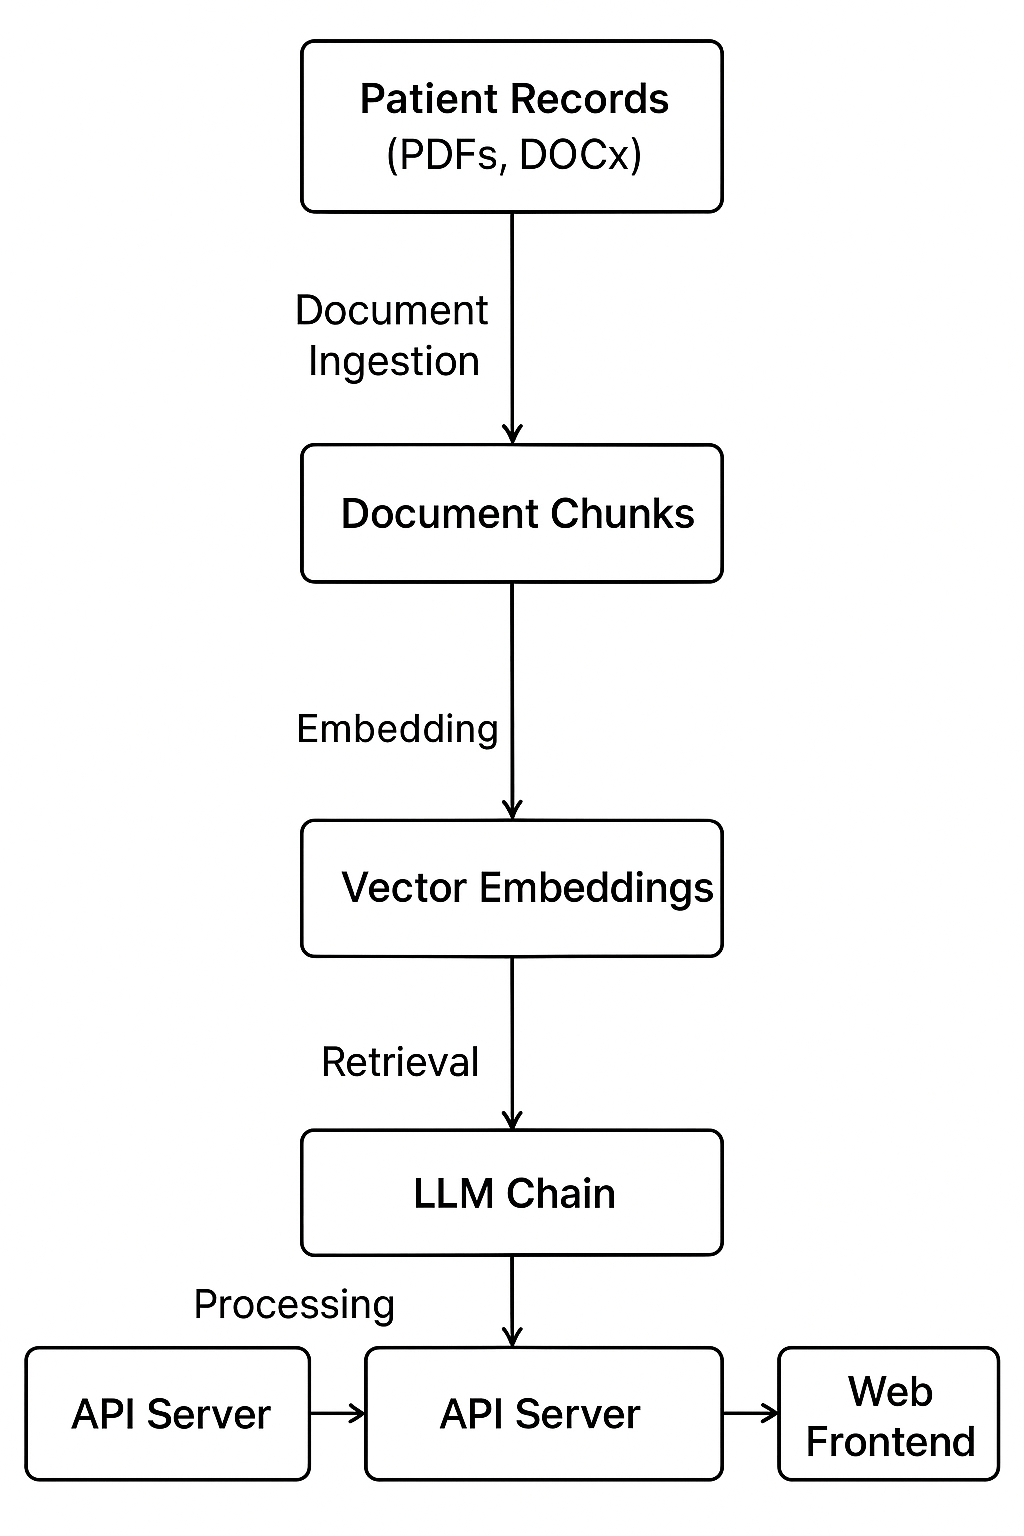 Patient Records
(PDFs, DOCx)
Document
Ingestion
Document Chunks
Embedding
Vector Embeddings
Retrieval
LLM Chain
Processing
API Server
API Server
Web
Frontend